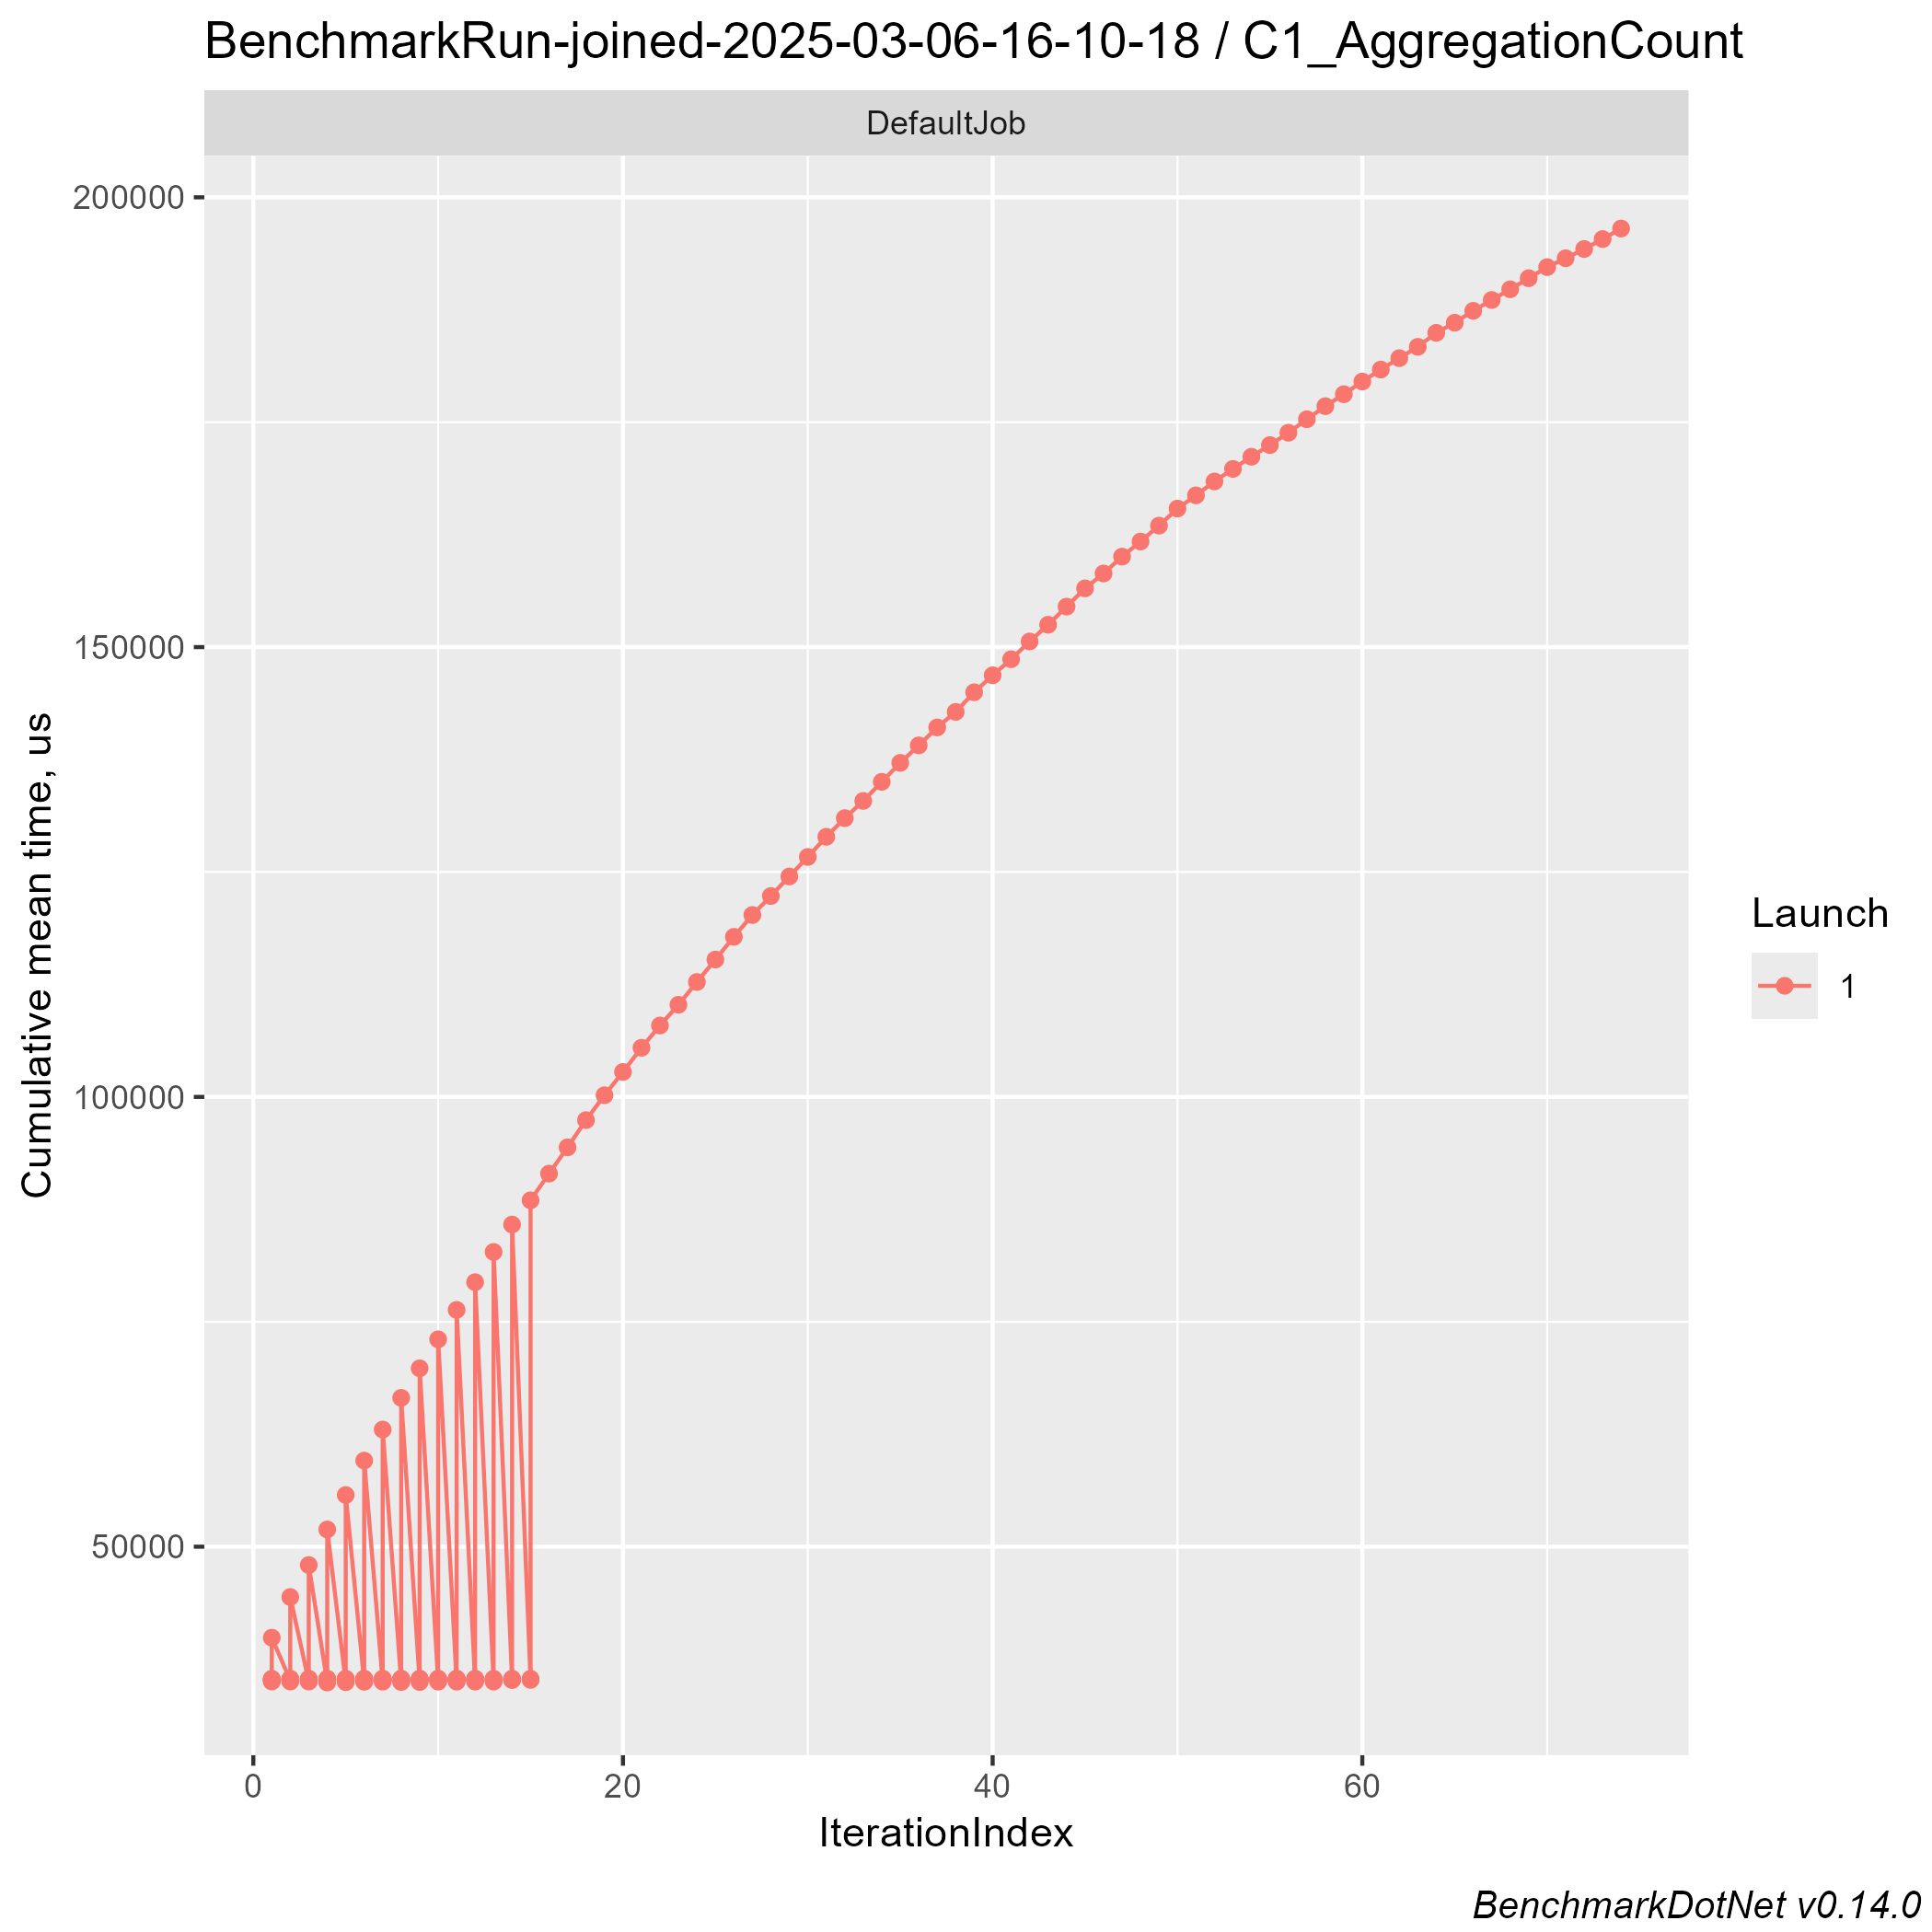 BenchmarkRun-joined-2025-03-06-16-10-18 / C1_AggregationCount
DefaultJob
200000
150000
100000
50000
Cumulative mean time, us
0 20 40 60
IterationIndex
Launch
1
BenchmarkDotNet v0.14.0